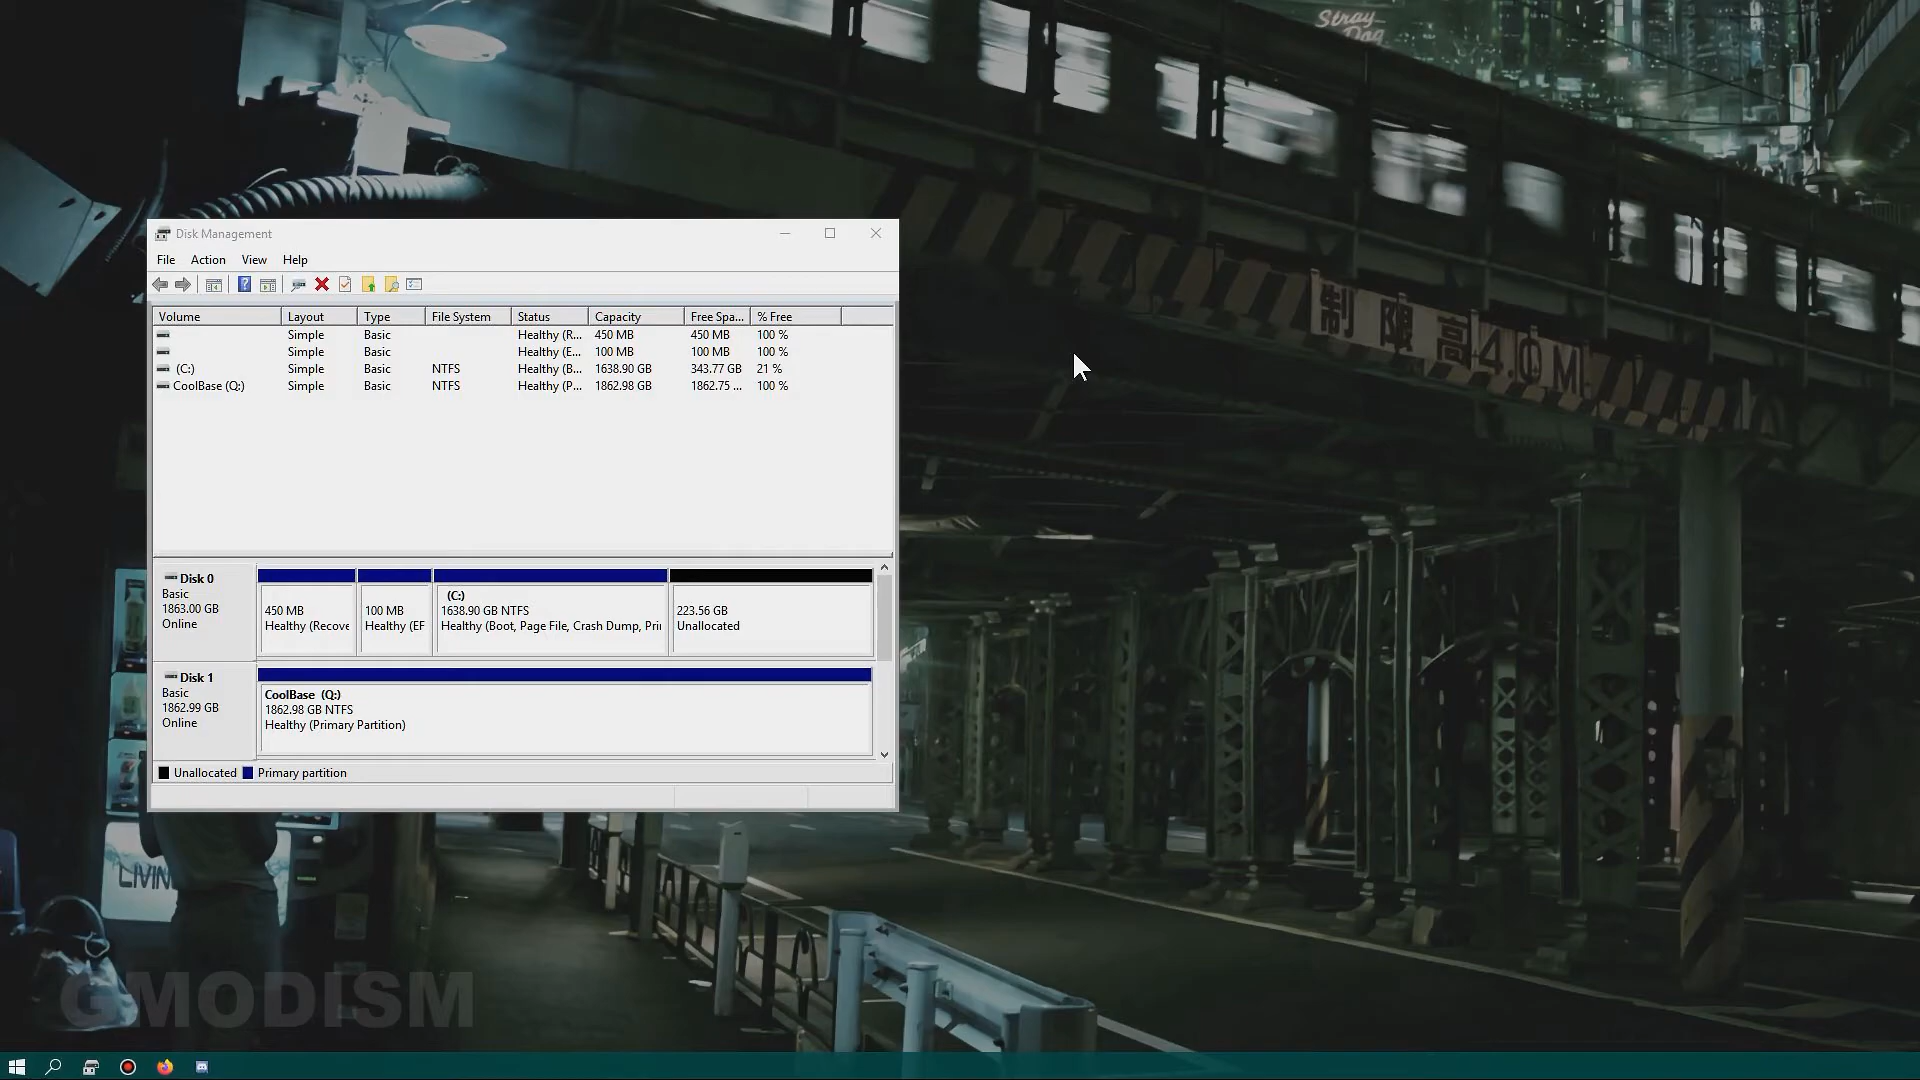 Stray
Dog
Disk Management
File Action View Help
Volume Layout Type File System Status Capacity Free Spa... % Free
Simple Basic Healthy (R... 450 MB 450 MB 100 %
Simple Basic Healthy (E... 100 MB 100 MB 100 %
(C:) Simple Basic NTFS Healthy (B... 1638.90 GB 343.77 GB 21 %
CoolBase (Q:) Simple Basic NTFS Healthy (P... 1862.98 GB 1862.75 ... 100 %
制限高4.0M
Disk 0
Basic
1863.00 GB
Online
450 MB
Healthy (Recove
100 MB
Healthy (EF
(C:)
1638.90 GB NTFS
Healthy (Boot, Page File, Crash Dump, Pri
223.56 GB
Unallocated
Disk 1
Basic
1862.99 GB
Online
CoolBase (Q:)
1862.98 GB NTFS
Healthy (Primary Partition)
Unallocated Primary partition
LIVIN
GMODISM